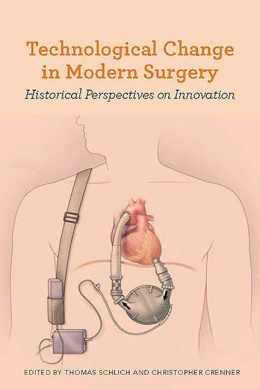 Technological Change
in Modern Surgery
Historical Perspectives on Innovation
EDITED BY THOMAS SCHLICH AND CHRISTOPHER CRENNER